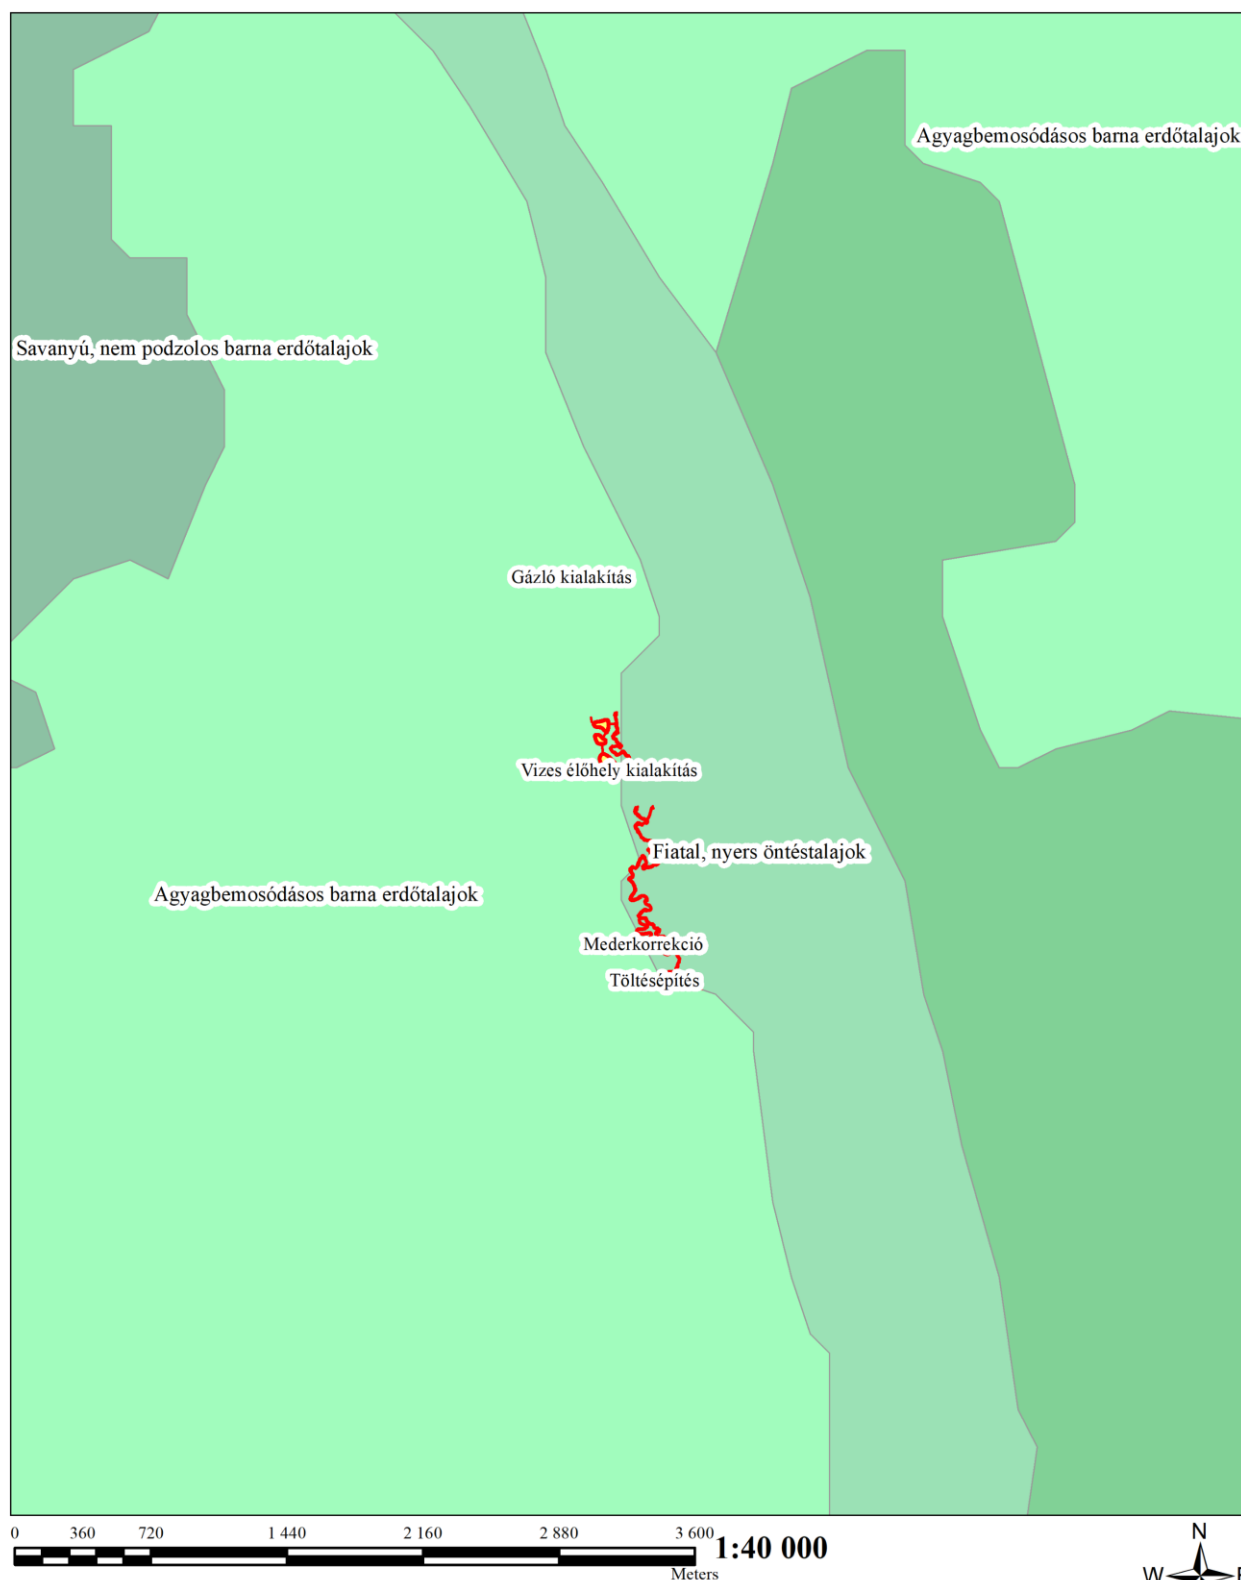 Agyagbemosódásos barna erdőtalajok
Savanyú, nem podzolos barna erdőtalajok
Gázló kialakítás
Vizes élőhely kialakítás
Fiatal, nyers öntéstalajok
Agyagbemosódásos barna erdőtalajok
Mederkorrekció
Töltésépítés
0 360 720 1 440 2 160 2 880 3 600
1:40 000
Meters
N
W E